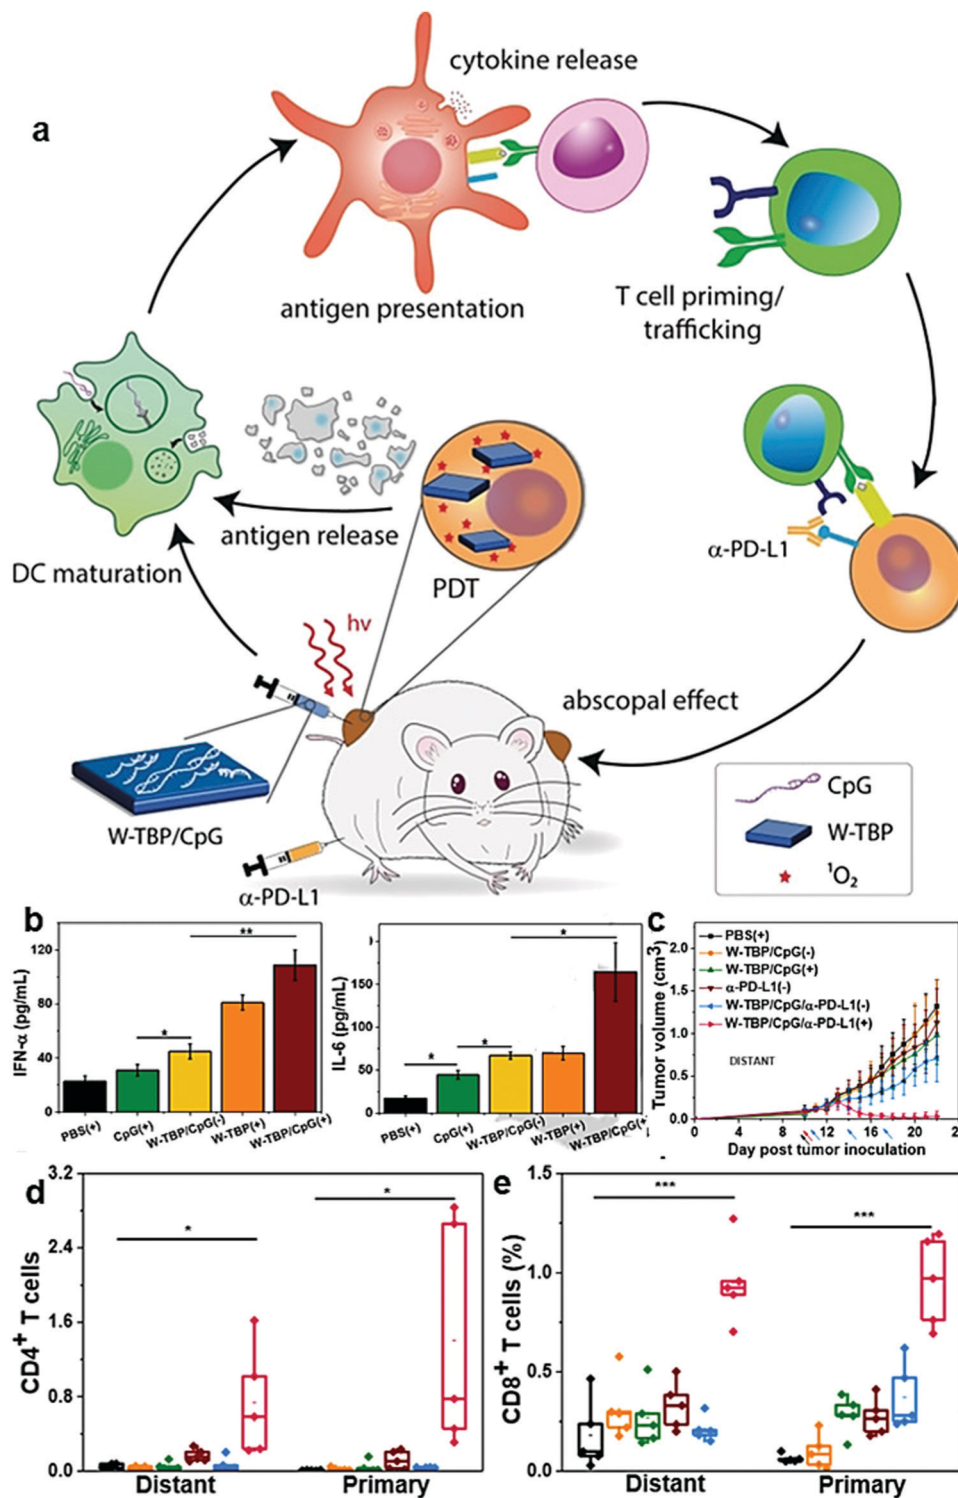 a
cytokine release
antigen presentation
T cell priming/
trafficking
antigen release
DC maturation
PDT
α-PD-L1
hν
abscopal effect
W-TBP/CpG
α-PD-L1
CpG
W-TBP
¹O₂
b
IFN-α (pg/mL)
120
80
40
0
*
**
PBS(+)
CpG(+)
W-TBP/CpG(-)
W-TBP(+)
W-TBP/CpG(+)
IL-6 (pg/mL)
150
100
50
0
*
*
*
PBS(+)
CpG(+)
W-TBP/CpG(-)
W-TBP(+)
W-TBP/CpG(+)
c
Tumor volume (cm³)
2.0
1.5
1.0
0.5
0.0
PBS(+)
W-TBP/CpG(-)
W-TBP/CpG(+)
α-PD-L1(-)
W-TBP/CpG/α-PD-L1(-)
W-TBP/CpG/α-PD-L1(+)
DISTANT
0 4 8 12 16 20 2
Day post tumor inoculation
d
CD4⁺ T cells
3.2
2.4
1.6
0.8
0.0
*
*
Distant Primary
e
CD8⁺ T cells (%)
1.5
1.0
0.5
0.0
***
***
Distant Primary